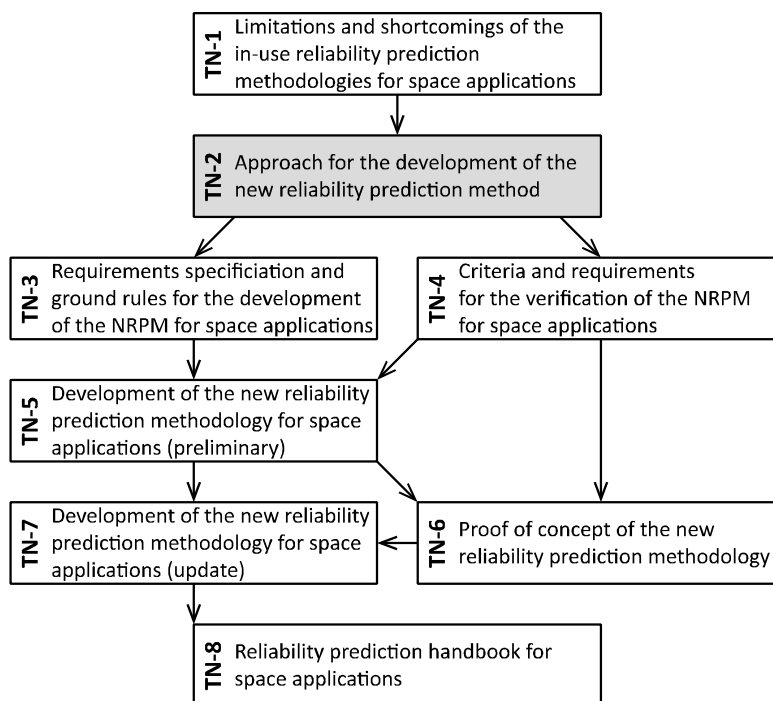 TN-1
Limitations and shortcomings of the
in-use reliability prediction
methodologies for space applications
TN-2
Approach for the development of the
new reliability prediction method
TN-3
Requirements specificiation and
ground rules for the development
of the NRPM for space applications
TN-4
Criteria and requirements
for the verification of the NRPM
for space applications
TN-5
Development of the new reliability
prediction methodology for space
applications (preliminary)
TN-7
Development of the new reliability
prediction methodology for space
applications (update)
TN-6
Proof of concept of the new
reliability prediction methodology
TN-8
Reliability prediction handbook for
space applications